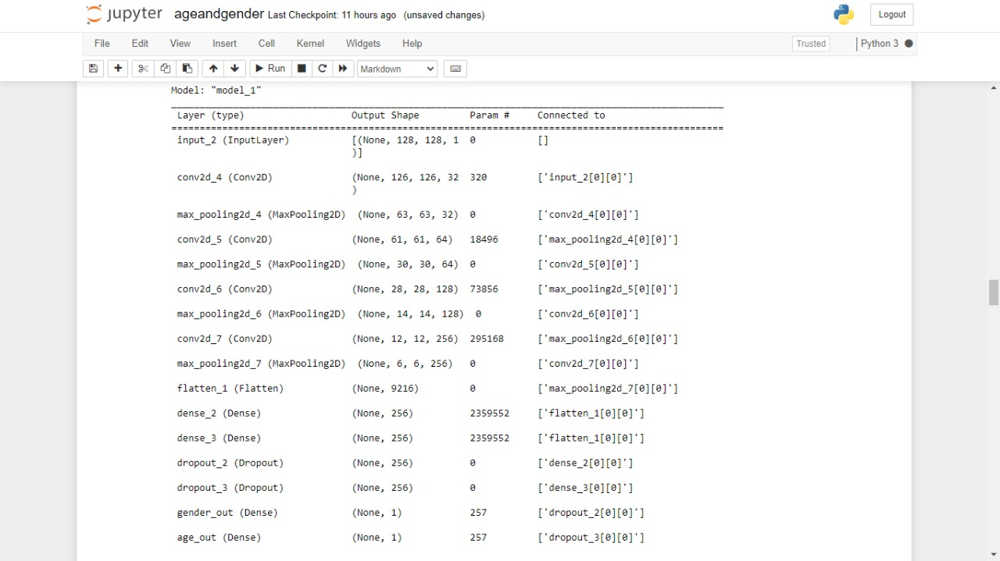 jupyter ageandgender Last Checkpoint: 11 hours ago (unsaved changes)
Logout
File Edit View Insert Cell Kernel Widgets Help
Trusted
Python 3
Run
Markdown
Model: "model_1"
Layer (type) Output Shape Param # Connected to
input_2 (InputLayer) [(None, 128, 128, 1 0 []
)]
conv2d_4 (Conv2D) (None, 126, 126, 32 320 ['input_2[0][0]']
)
max_pooling2d_4 (MaxPooling2D) (None, 63, 63, 32) 0 ['conv2d_4[0][0]']
conv2d_5 (Conv2D) (None, 61, 61, 64) 18496 ['max_pooling2d_4[0][0]']
max_pooling2d_5 (MaxPooling2D) (None, 30, 30, 64) 0 ['conv2d_5[0][0]']
conv2d_6 (Conv2D) (None, 28, 28, 128) 73856 ['max_pooling2d_5[0][0]']
max_pooling2d_6 (MaxPooling2D) (None, 14, 14, 128) 0 ['conv2d_6[0][0]']
conv2d_7 (Conv2D) (None, 12, 12, 256) 295168 ['max_pooling2d_6[0][0]']
max_pooling2d_7 (MaxPooling2D) (None, 6, 6, 256) 0 ['conv2d_7[0][0]']
flatten_1 (Flatten) (None, 9216) 0 ['max_pooling2d_7[0][0]']
dense_2 (Dense) (None, 256) 2359552 ['flatten_1[0][0]']
dense_3 (Dense) (None, 256) 2359552 ['flatten_1[0][0]']
dropout_2 (Dropout) (None, 256) 0 ['dense_2[0][0]']
dropout_3 (Dropout) (None, 256) 0 ['dense_3[0][0]']
gender_out (Dense) (None, 1) 257 ['dropout_2[0][0]']
age_out (Dense) (None, 1) 257 ['dropout_3[0][0]']